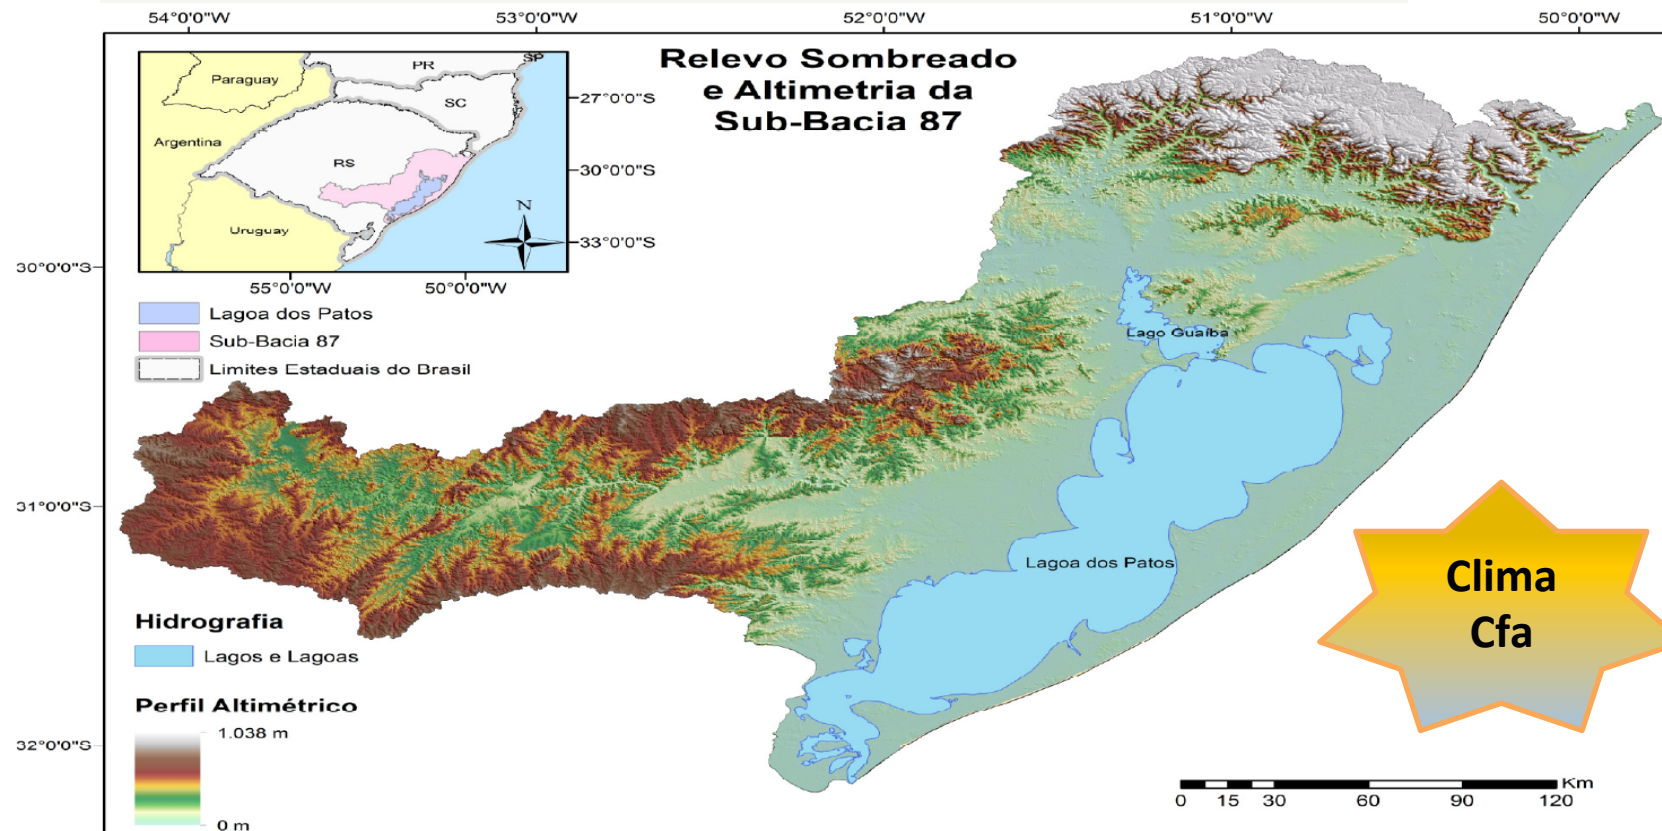 54°0'0"W 53°0'0"W 52°0'0"W 51°0'0"W 50°0'0"W
Relevo Sombreado
e Altimetria da
Sub-Bacia 87
Paraguay
PR
SP
SC
Argentina
RS
Uruguay
N
27°0'0"S
30°0'0"S
33°0'0"S
55°0'0"W 50°0'0"W
30°0'0"S
31°0'0"S
32°0'0"S
Lagoa dos Patos
Sub-Bacia 87
Limites Estaduais do Brasil
Lago Guaíba
Lagoa dos Patos
Clima
Cfa
Hidrografia
Lagos e Lagoas
Perfil Altimétrico
1.038 m
0 m
Km
0 15 30 60 90 120